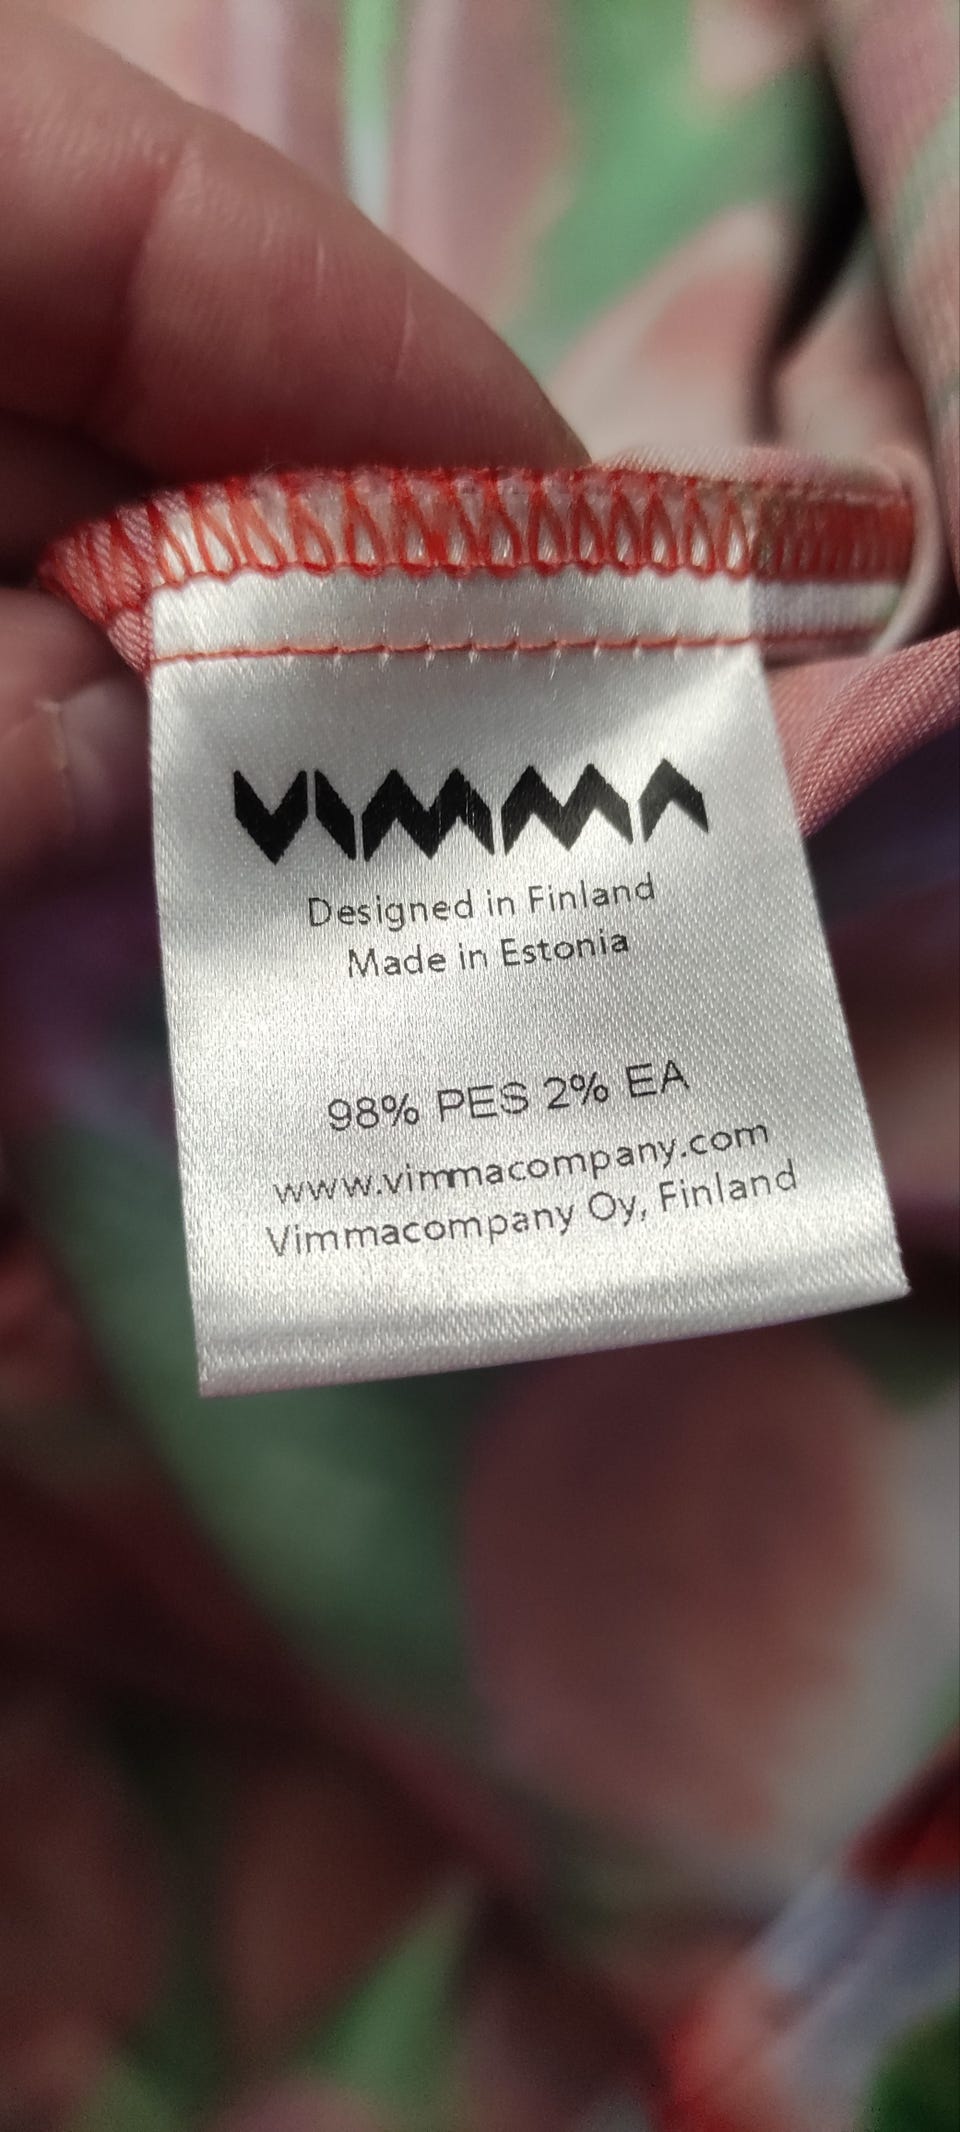 VIMMA
Designed in Finland
Made in Estonia
98% PES 2% EA
www.vimmacompany.com
Vimmacompany Oy, Finland